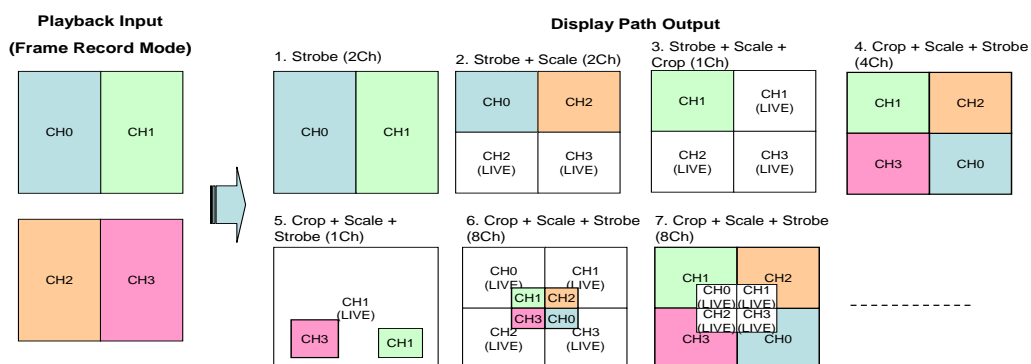 Playback Input
(Frame Record Mode)
CH0
CH1
CH2
CH3
Display Path Output
1. Strobe (2Ch)
CH0
CH1
2. Strobe + Scale (2Ch)
CH0
CH2
CH2
(LIVE)
CH3
(LIVE)
3. Strobe + Scale +
Crop (1Ch)
CH1
CH1
(LIVE)
CH2
(LIVE)
CH3
(LIVE)
4. Crop + Scale + Strobe
(4Ch)
CH1
CH2
CH3
CH0
5. Crop + Scale +
Strobe (1Ch)
CH1
(LIVE)
CH3
CH1
6. Crop + Scale + Strobe
(8Ch)
CH0
(LIVE)
CH1
(LIVE)
CH1
CH2
CH3
CH0
CH2
(LIVE)
CH3
(LIVE)
7. Crop + Scale + Strobe
(8Ch)
CH1
CH2
CH0
(LIVE)
CH1
(LIVE)
CH2
(LIVE)
CH3
(LIVE)
CH3
CH0